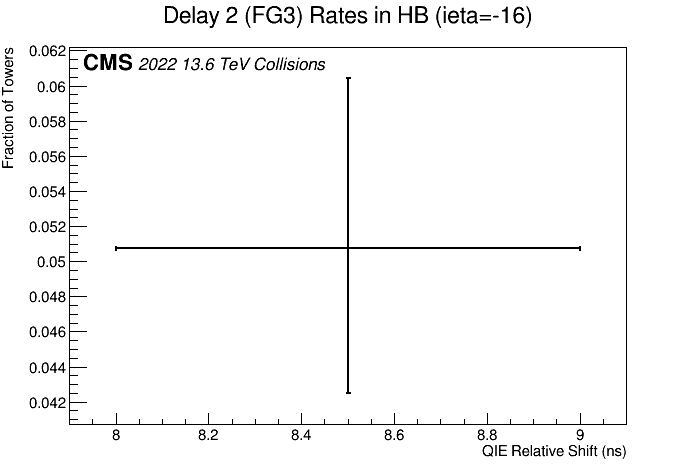 Delay 2 (FG3) Rates in HB (ieta=-16)
CMS 2022 13.6 TeV Collisions
Fraction of Towers
0.062
0.06
0.058
0.056
0.054
0.052
0.05
0.048
0.046
0.044
0.042
8 8.2 8.4 8.6 8.8 9
QIE Relative Shift (ns)